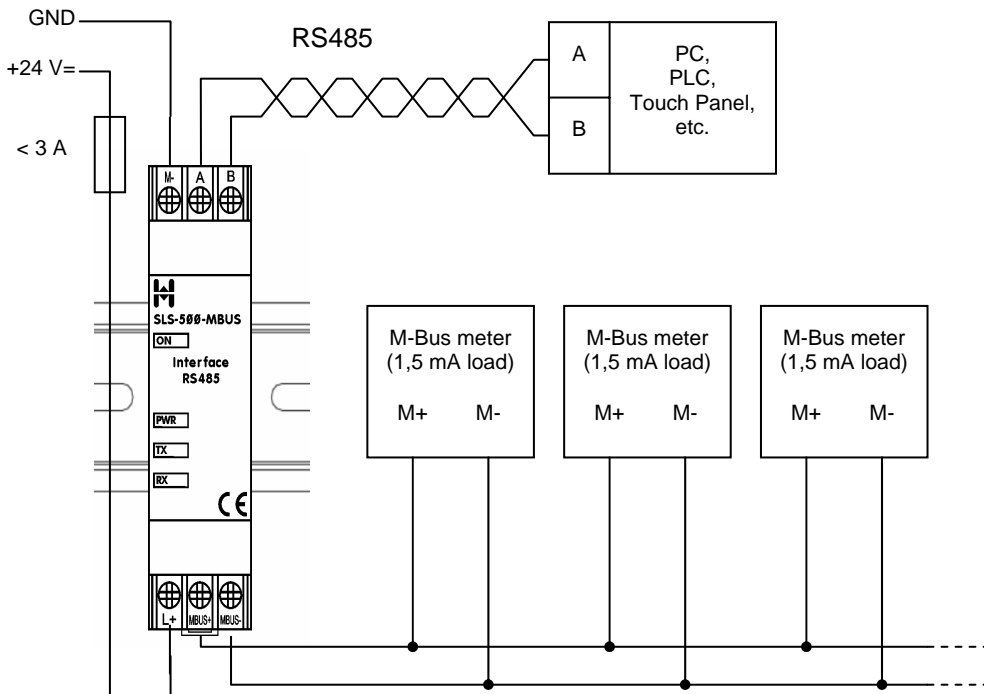 GND
RS485
+24 V=
< 3 A
A
B
PC,
PLC,
Touch Panel,
etc.
M-
A
B
SLS-500-MBUS
ON
Interface
RS485
PWR
TX
RX
CE
L+
MBUS+
MBUS-
M-Bus meter
(1,5 mA load)
M+ M-
M-Bus meter
(1,5 mA load)
M+ M-
M-Bus meter
(1,5 mA load)
M+ M-